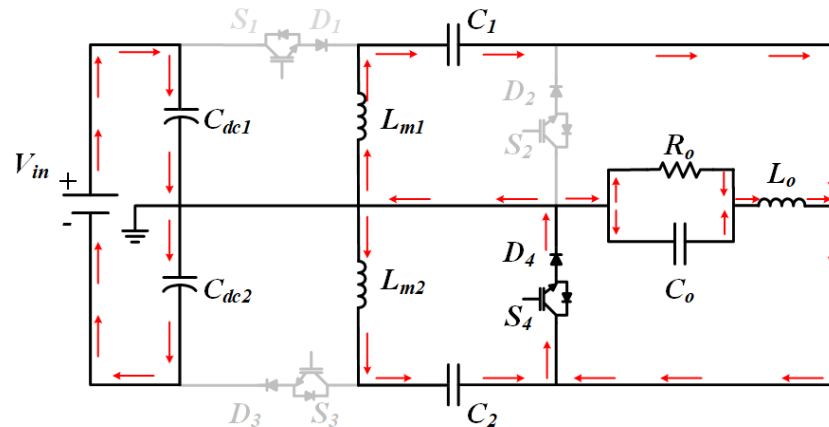 S1 D1 C1
Cdc1 Lm1 D2
S2
Vin + Ro Lo
-
Cdc2 Lm2 D4 Co
S4
D3 S3 C2